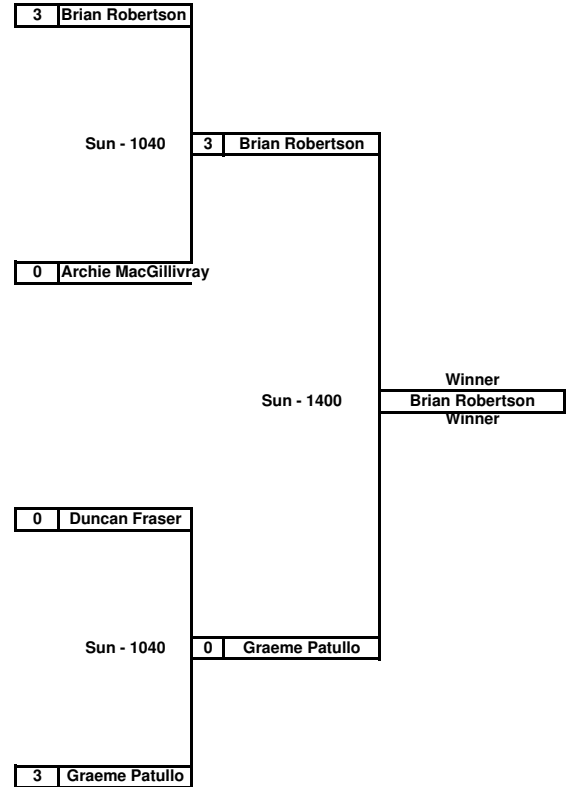 3 Brian Robertson
Sun - 1040 3 Brian Robertson
0 Archie MacGillivray
Winner
Sun - 1400 Brian Robertson
Winner
0 Duncan Fraser
Sun - 1040 0 Graeme Patullo
3 Graeme Patullo